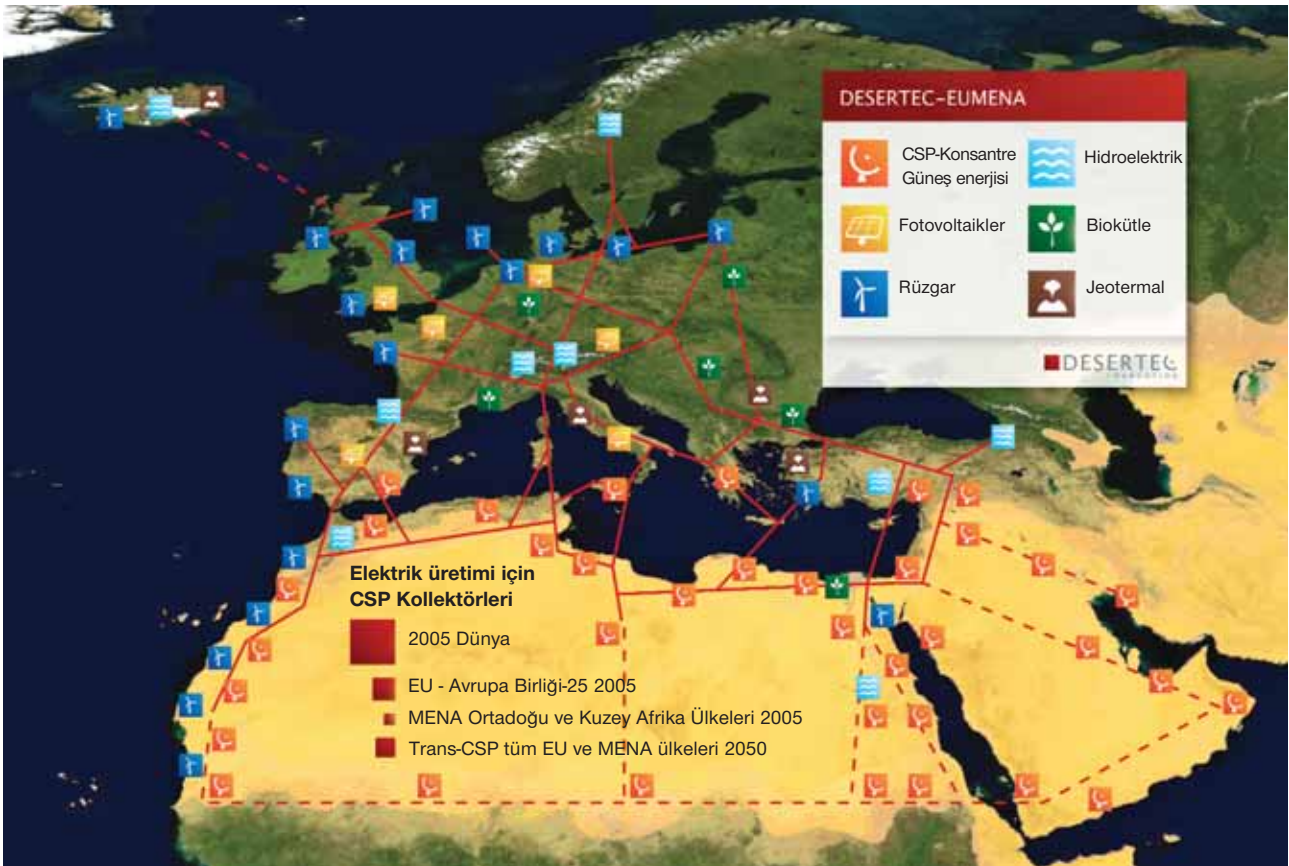 DESERTEC-EUMENA
CSP-Konsantre
Güneş enerjisi
Hidroelektrik
Fotovoltaikler
Biokütle
Rüzgar
Jeotermal
DESERTEC
FOUNDATION
Elektrik üretimi için
CSP Kollektörleri
2005 Dünya
EU - Avrupa Birliği-25 2005
MENA Ortadoğu ve Kuzey Afrika Ülkeleri 2005
Trans-CSP tüm EU ve MENA ülkeleri 2050